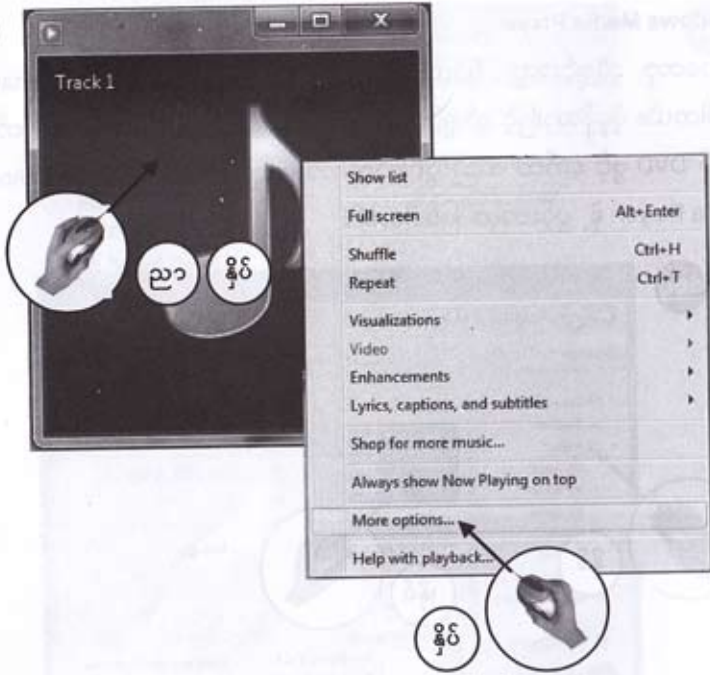 Track 1
ညာ
နှိပ်
Show list
Full screen Alt+Enter
Shuffle Ctrl+H
Repeat Ctrl+T
Visualizations
Video
Enhancements
Lyrics, captions, and subtitles
Shop for more music...
Always show Now Playing on top
More options...
Help with playback...
နှိပ်